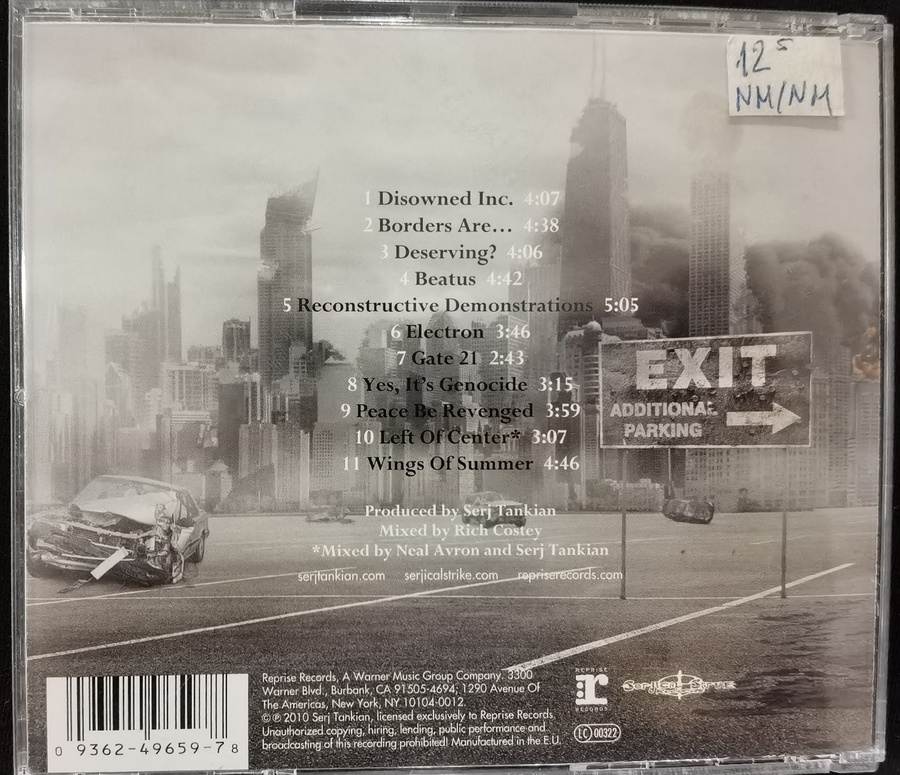 12⁵
NM/NM
1 Disowned Inc. 4:07
2 Borders Are... 4:38
3 Deserving? 4:06
4 Beatus 4:42
5 Reconstructive Demonstrations 5:05
6 Electron 3:46
7 Gate 21 2:43
8 Yes, It's Genocide 3:15
9 Peace Be Revenged 3:59
10 Left Of Center* 3:07
11 Wings Of Summer 4:46
EXIT
ADDITIONAL
PARKING
Produced by Serj Tankian
Mixed by Rich Costey
*Mixed by Neal Avron and Serj Tankian
serjtankian.com serjicalstrike.com repriserecords.com
Reprise Records, A Warner Music Group Company. 3300
Warner Blvd., Burbank, CA 91505-4694; 1290 Avenue Of
The Americas, New York, NY 10104-0012.
©℗ 2010 Serj Tankian, licensed exclusively to Reprise Records.
Unauthorized copying, hiring, lending, public performance and
broadcasting of this recording prohibited! Manufactured in the E.U.
REPRISE
r
RECORDS
Serjical Strike
LC 00322
0 9362-49659-7 8